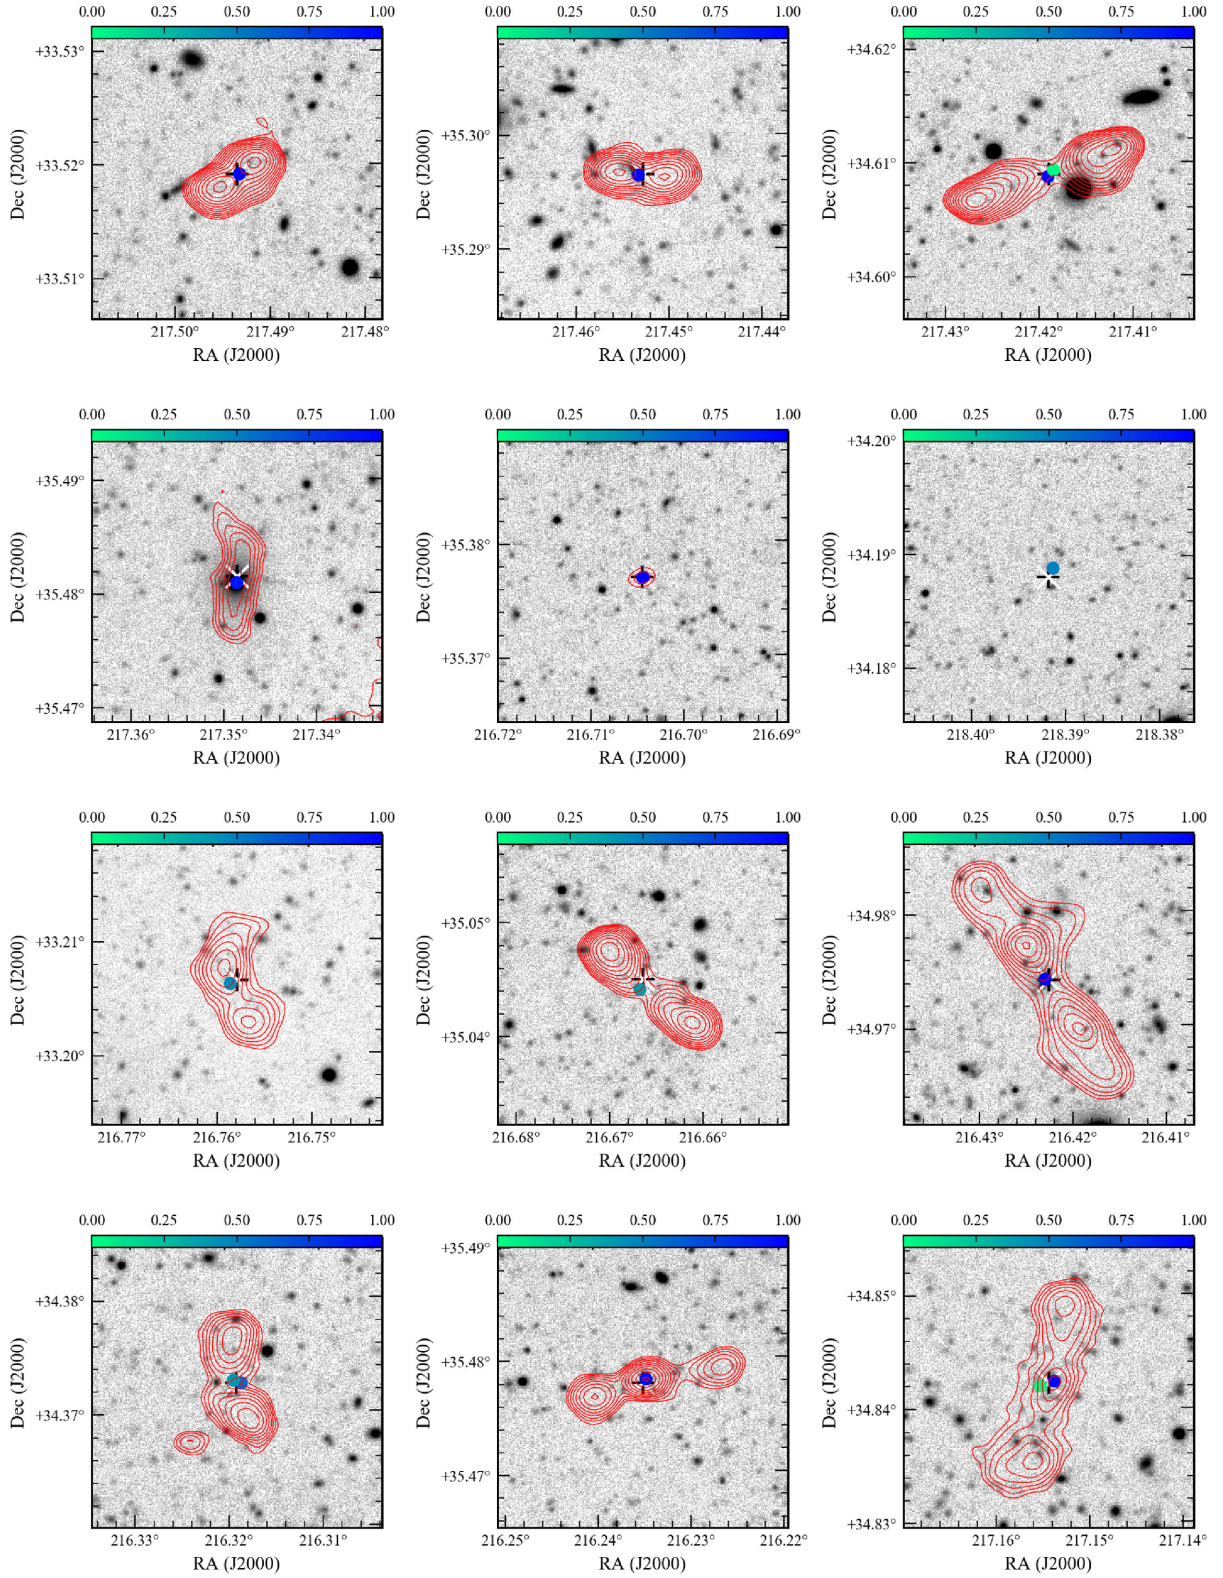 0.00 0.25 0.50 0.75 1.00 0.00 0.25 0.50 0.75 1.00 0.00 0.25 0.50 0.75 1.00
+33.53°
+33.52°
+33.51°
Dec (J2000)
217.50° 217.49° 217.48°
RA (J2000)
+35.30°
+35.29°
Dec (J2000)
217.46° 217.45° 217.44°
RA (J2000)
+34.62°
+34.61°
+34.60°
Dec (J2000)
217.43° 217.42° 217.41°
RA (J2000)
0.00 0.25 0.50 0.75 1.00 0.00 0.25 0.50 0.75 1.00 0.00 0.25 0.50 0.75 1.00
+35.49°
+35.48°
+35.47°
Dec (J2000)
217.36° 217.35° 217.34°
RA (J2000)
+35.38°
+35.37°
Dec (J2000)
216.72° 216.71° 216.70° 216.69°
RA (J2000)
+34.20°
+34.19°
+34.18°
Dec (J2000)
218.40° 218.39° 218.38°
RA (J2000)
0.00 0.25 0.50 0.75 1.00 0.00 0.25 0.50 0.75 1.00 0.00 0.25 0.50 0.75 1.00
+33.21°
+33.20°
Dec (J2000)
216.77° 216.76° 216.75°
RA (J2000)
+35.05°
+35.04°
Dec (J2000)
216.68° 216.67° 216.66°
RA (J2000)
+34.98°
+34.97°
Dec (J2000)
216.43° 216.42° 216.41°
RA (J2000)
0.00 0.25 0.50 0.75 1.00 0.00 0.25 0.50 0.75 1.00 0.00 0.25 0.50 0.75 1.00
+34.38°
+34.37°
Dec (J2000)
216.33° 216.32° 216.31°
RA (J2000)
+35.49°
+35.48°
+35.47°
Dec (J2000)
216.25° 216.24° 216.23° 216.22°
RA (J2000)
+34.85°
+34.84°
+34.83°
Dec (J2000)
217.16° 217.15° 217.14°
RA (J2000)